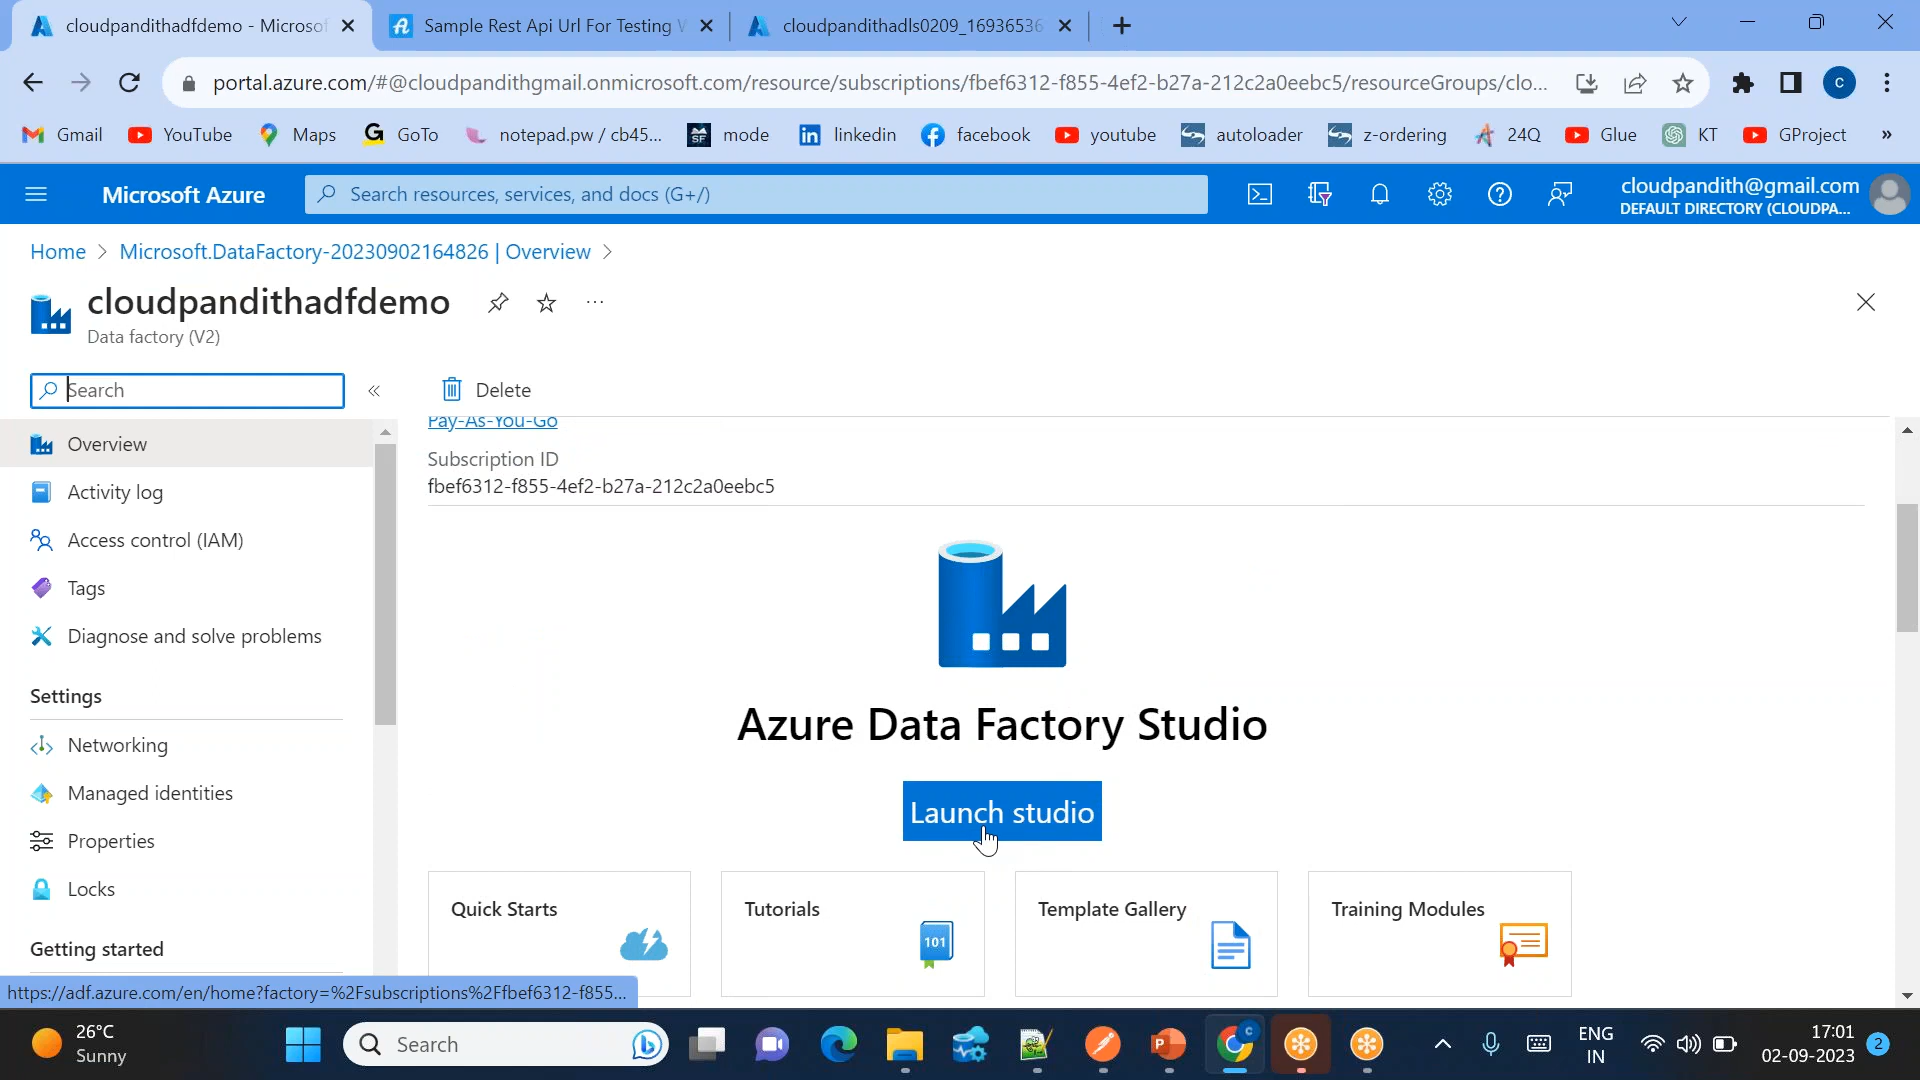 cloudpandithadfdemo - Microsof
Sample Rest Api Url For Testing W
cloudpandithadls0209_16936536
portal.azure.com/#@cloudpandithgmail.onmicrosoft.com/resource/subscriptions/fbef6312-f855-4ef2-b27a-212c2a0eebc5/resourceGroups/clo...
C
Gmail
YouTube
Maps
GoTo
notepad.pw / cb45...
mode
linkedin
facebook
youtube
autoloader
z-ordering
24Q
Glue
KT
GProject
»
Microsoft Azure
Search resources, services, and docs (G+/)
cloudpandith@gmail.com
DEFAULT DIRECTORY (CLOUDPA...
Home > Microsoft.DataFactory-20230902164826 | Overview >
cloudpandithadfdemo
Data factory (V2)
Search
«
Delete
Overview
Activity log
Access control (IAM)
Tags
Diagnose and solve problems
Settings
Networking
Managed identities
Properties
Locks
Getting started
Pay-As-You-Go
Subscription ID
fbef6312-f855-4ef2-b27a-212c2a0eebc5
Azure Data Factory Studio
Launch studio
Quick Starts
Tutorials
101
Template Gallery
Training Modules
https://adf.azure.com/en/home?factory=%2Fsubscriptions%2Ffbef6312-f855...
26°C
Sunny
Search
ENG
IN
17:01
02-09-2023
2